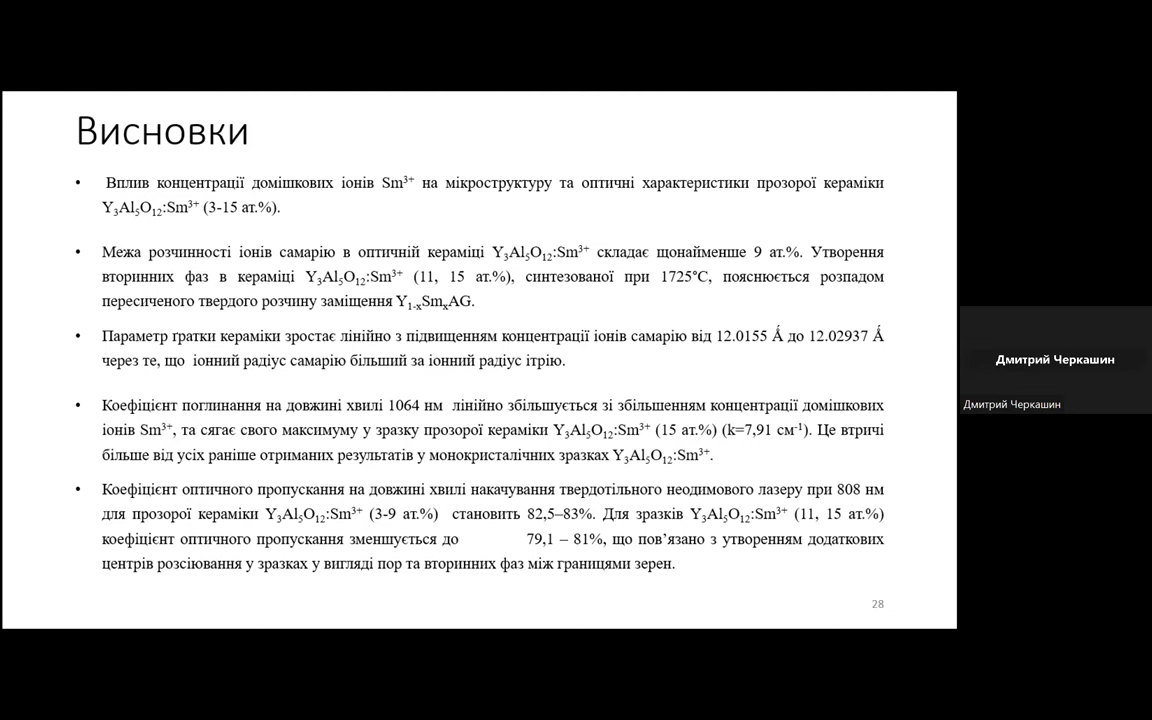 Висновки
• Вплив концентрації домішкових іонів Sm³⁺ на мікроструктуру та оптичні характеристики прозорої кераміки
Y₃Al₅O₁₂:Sm³⁺ (3-15 ат.%).
• Межа розчинності іонів самарію в оптичній кераміці Y₃Al₅O₁₂:Sm³⁺ складає щонайменше 9 ат.%. Утворення
вторинних фаз в кераміці Y₃Al₅O₁₂:Sm³⁺ (11, 15 ат.%), синтезованої при 1725°C, пояснюється розпадом
пересиченого твердого розчину заміщення Y₁₋ₓSmₓAG.
• Параметр ґратки кераміки зростає лінійно з підвищенням концентрації іонів самарію від 12.0155 Ǻ до 12.02937 Ǻ
через те, що іонний радіус самарію більший за іонний радіус ітрію.
• Коефіцієнт поглинання на довжині хвилі 1064 нм лінійно збільшується зі збільшенням концентрації домішкових
іонів Sm³⁺, та сягає свого максимуму у зразку прозорої кераміки Y₃Al₅O₁₂:Sm³⁺ (15 ат.%) (k=7,91 см⁻¹). Це втричі
більше від усіх раніше отриманих результатів у монокристалічних зразках Y₃Al₅O₁₂:Sm³⁺.
• Коефіцієнт оптичного пропускання на довжині хвилі накачування твердотільного неодимового лазеру при 808 нм
для прозорої кераміки Y₃Al₅O₁₂:Sm³⁺ (3-9 ат.%) становить 82,5–83%. Для зразків Y₃Al₅O₁₂:Sm³⁺ (11, 15 ат.%)
коефіцієнт оптичного пропускання зменшується до 79,1 – 81%, що пов’язано з утворенням додаткових
центрів розсіювання у зразках у вигляді пор та вторинних фаз між границями зерен.
28
Дмитрий Черкашин
Дмитрий Черкашин